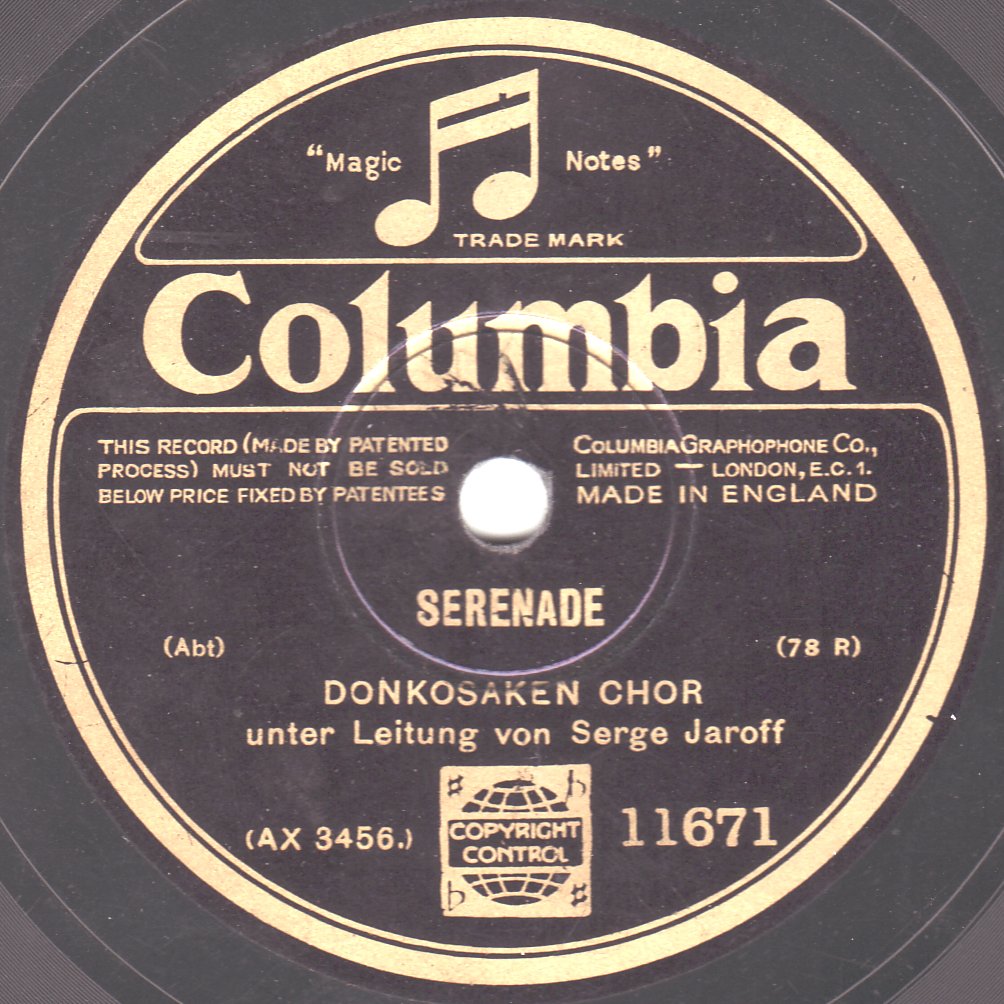 “Magic Notes”
TRADE MARK
Columbia
THIS RECORD (MADE BY PATENTED
PROCESS) MUST NOT BE SOLD
BELOW PRICE FIXED BY PATENTEES
COLUMBIA GRAPHOPHONE CO.,
LIMITED — LONDON, E.C.1.
MADE IN ENGLAND
SERENADE
(Abt)
(78 R)
DONKOSAKEN CHOR
unter Leitung von Serge Jaroff
(AX 3456.)
COPYRIGHT
CONTROL
11671